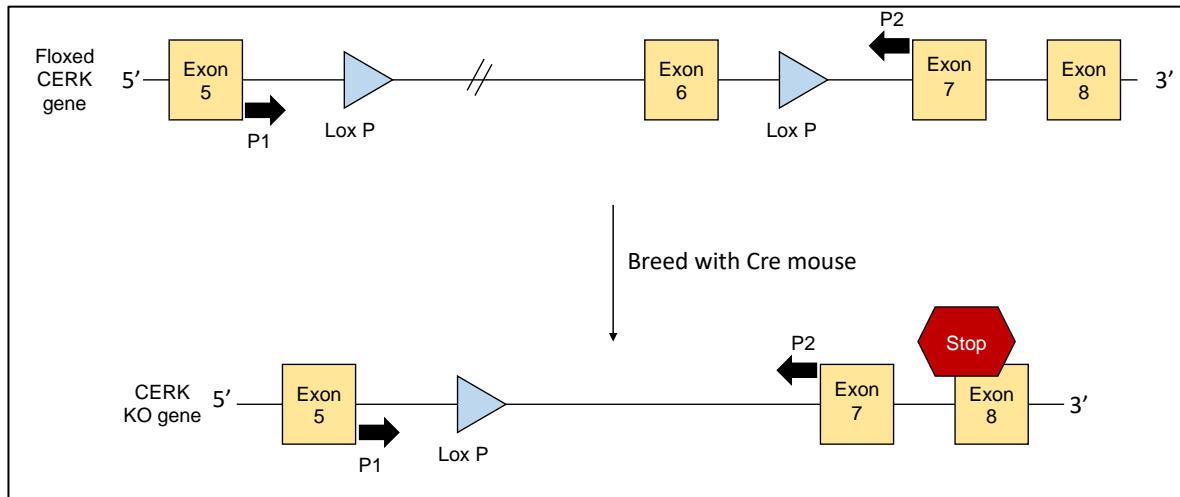 P2
Floxed
CERK
gene
5’
Exon
5
Exon
6
Exon
7
Exon
8
3’
P1
Lox P
Lox P
Breed with Cre mouse
Stop
P2
CERK
KO gene
5’
Exon
5
Exon
7
Exon
8
3’
P1
Lox P